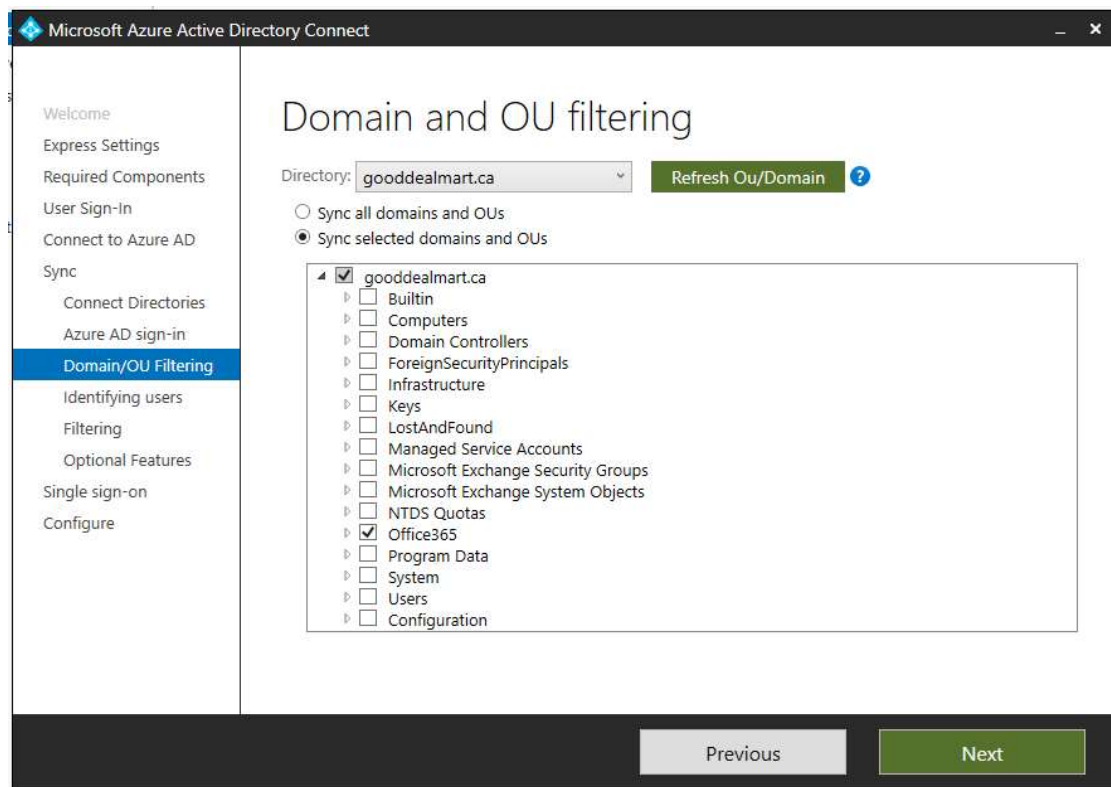 Microsoft Azure Active Directory Connect
Welcome
Express Settings
Required Components
User Sign-In
Connect to Azure AD
Sync
Connect Directories
Azure AD sign-in
Domain/OU Filtering
Identifying users
Filtering
Optional Features
Single sign-on
Configure
Domain and OU filtering
Directory: gooddealmart.ca Refresh Ou/Domain ?
Sync all domains and OUs
Sync selected domains and OUs
gooddealmart.ca
Builtin
Computers
Domain Controllers
ForeignSecurityPrincipals
Infrastructure
Keys
LostAndFound
Managed Service Accounts
Microsoft Exchange Security Groups
Microsoft Exchange System Objects
NTDS Quotas
Office365
Program Data
System
Users
Configuration
Previous Next